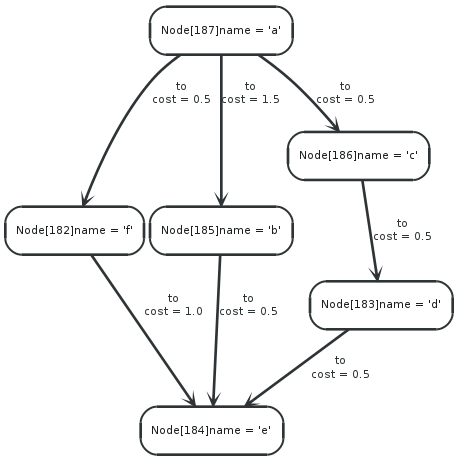 Node[187]name = 'a'
to
cost = 0.5
to
cost = 1.5
to
cost = 0.5
Node[186]name = 'c'
Node[182]name = 'f'
Node[185]name = 'b'
to
cost = 0.5
to
cost = 1.0
to
cost = 0.5
Node[183]name = 'd'
to
cost = 0.5
Node[184]name = 'e'